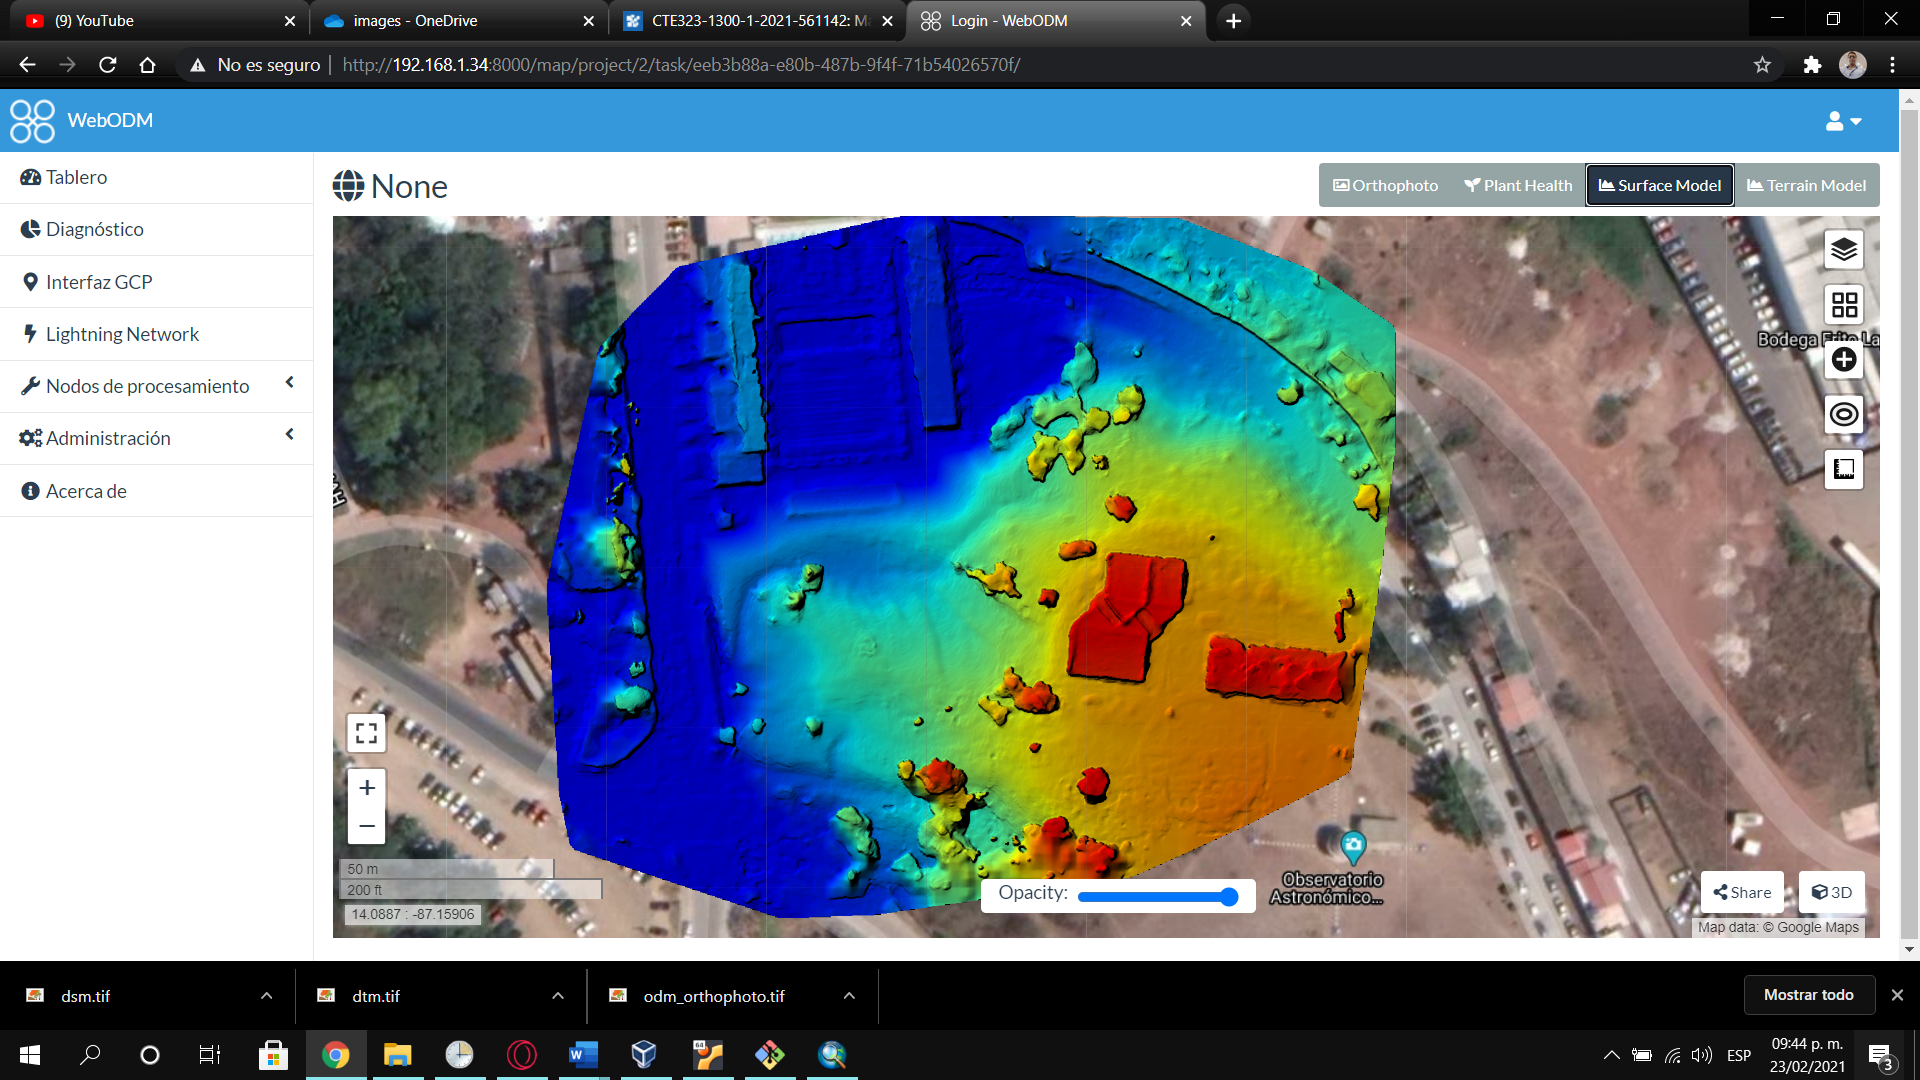 (9) YouTube
images - OneDrive
CTE323-1300-1-2021-561142: M
Login - WebODM
No es seguro
http://192.168.1.34:8000/map/project/2/task/eeb3b88a-e80b-487b-9f4f-71b54026570f/
WebODM
Tablero
Diagnóstico
Interfaz GCP
Lightning Network
Nodos de procesamiento
Administración
Acerca de
None
Orthophoto
Plant Health
Surface Model
Terrain Model
Bodega Frito La
Observatorio
Astronómico...
50 m
200 ft
14.0887 : -87.15906
Opacity:
Share
3D
Map data: © Google Maps
dsm.tif
dtm.tif
odm_orthophoto.tif
Mostrar todo
64
ESP
09:44 p. m.
23/02/2021
3